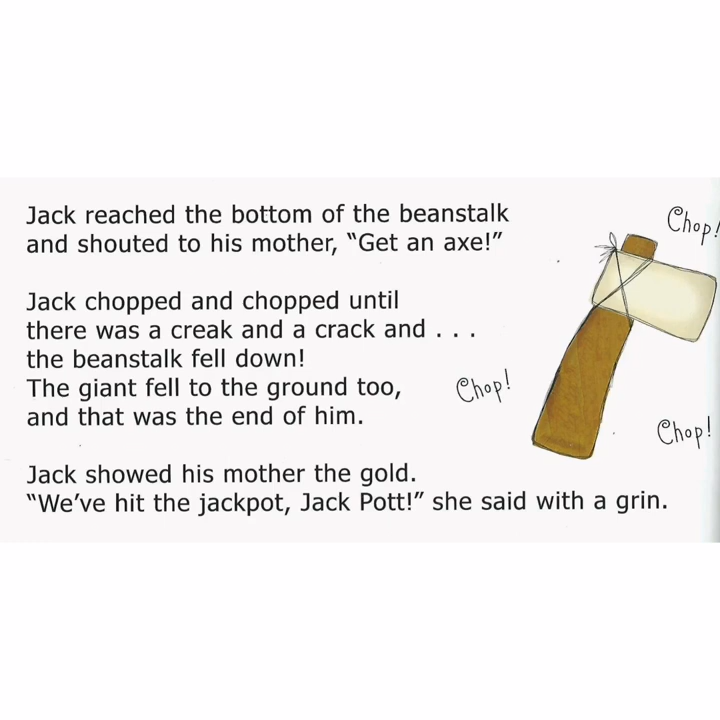 Jack reached the bottom of the beanstalk
and shouted to his mother, “Get an axe!”
Jack chopped and chopped until
there was a creak and a crack and . . .
the beanstalk fell down!
The giant fell to the ground too,
and that was the end of him.
Jack showed his mother the gold.
“We’ve hit the jackpot, Jack Pott!” she said with a grin.
Chop!
Chop!
Chop!